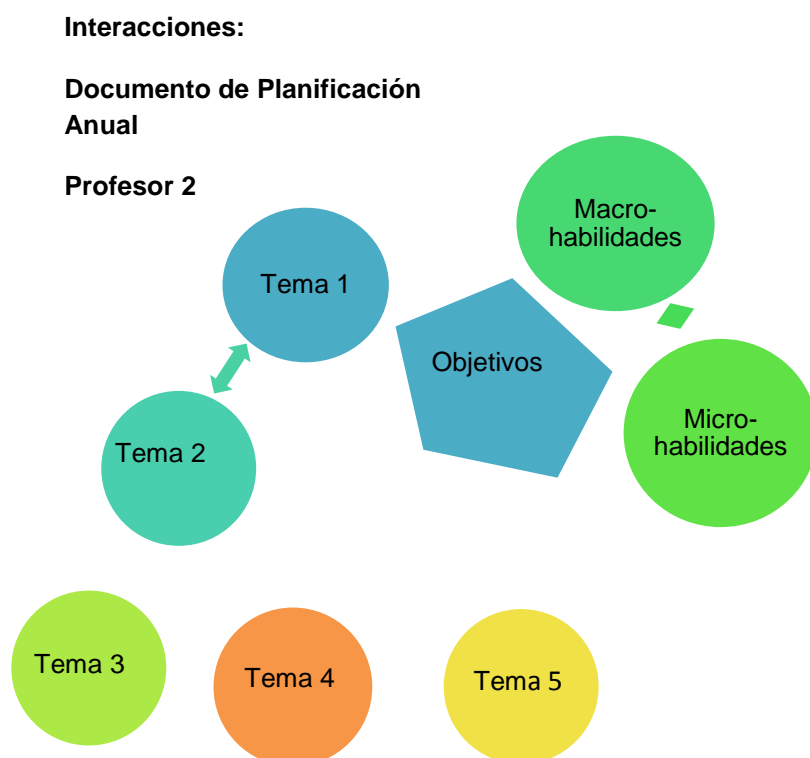 Interacciones:
Documento de Planificación
Anual
Profesor 2
Macro-
habilidades
Tema 1
Objetivos
Micro-
habilidades
Tema 2
Tema 3
Tema 4
Tema 5